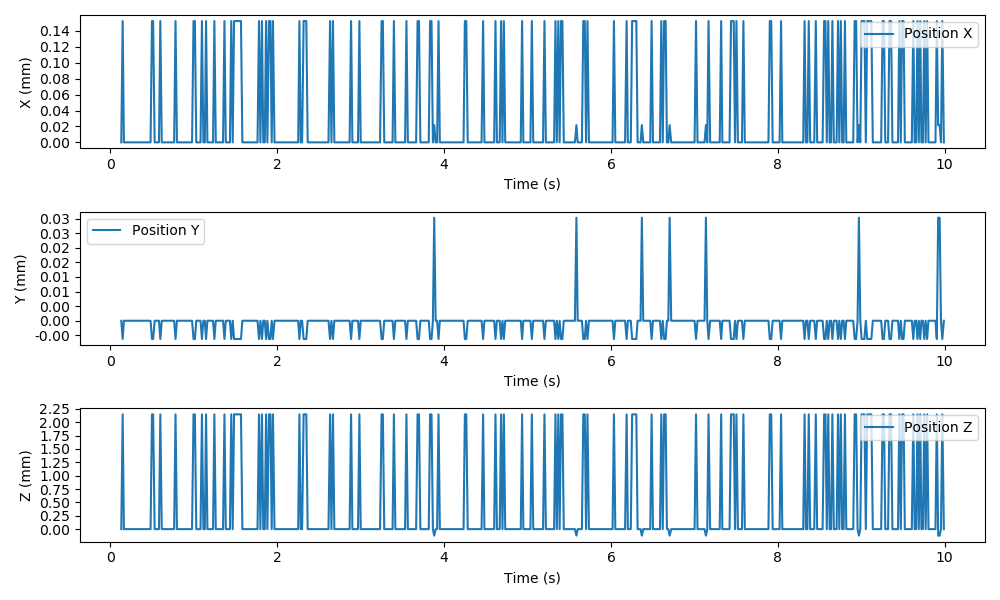 0.14
0.12
0.10
0.08
0.06
0.04
0.02
0.00
X (mm)
Position X
0 2 4 6 8 10
Time (s)
0.03
0.02
0.02
0.01
0.01
0.00
0.00
-0.00
Y (mm)
Position Y
0 2 4 6 8 10
Time (s)
2.25
2.00
1.75
1.50
1.25
1.00
0.75
0.50
0.25
0.00
Z (mm)
Position Z
0 2 4 6 8 10
Time (s)